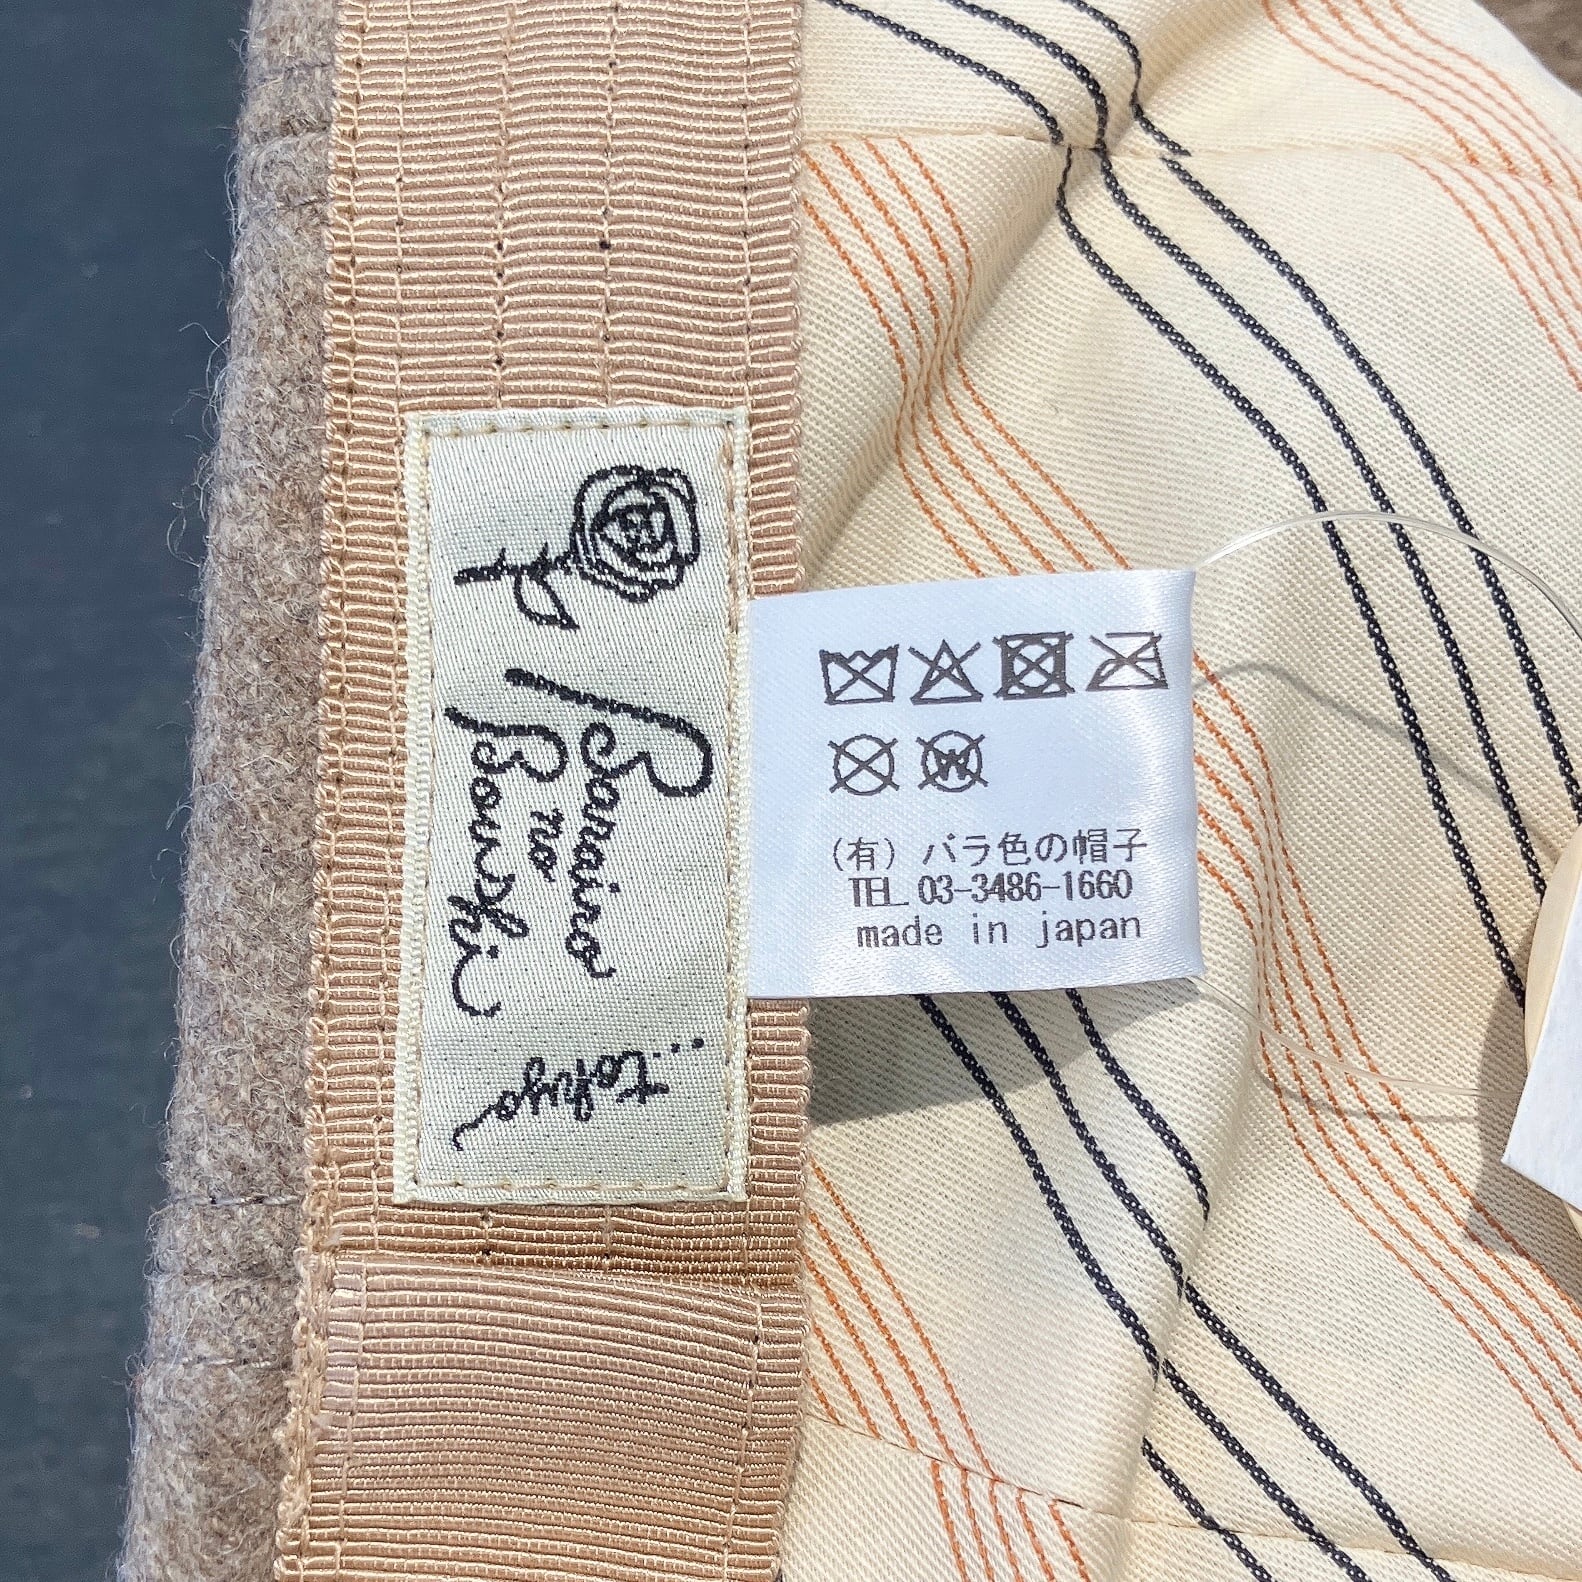 Barairo
no
Boushi
...tokyo
W
(有) バラ色の帽子
TEL 03-3486-1660
made in japan